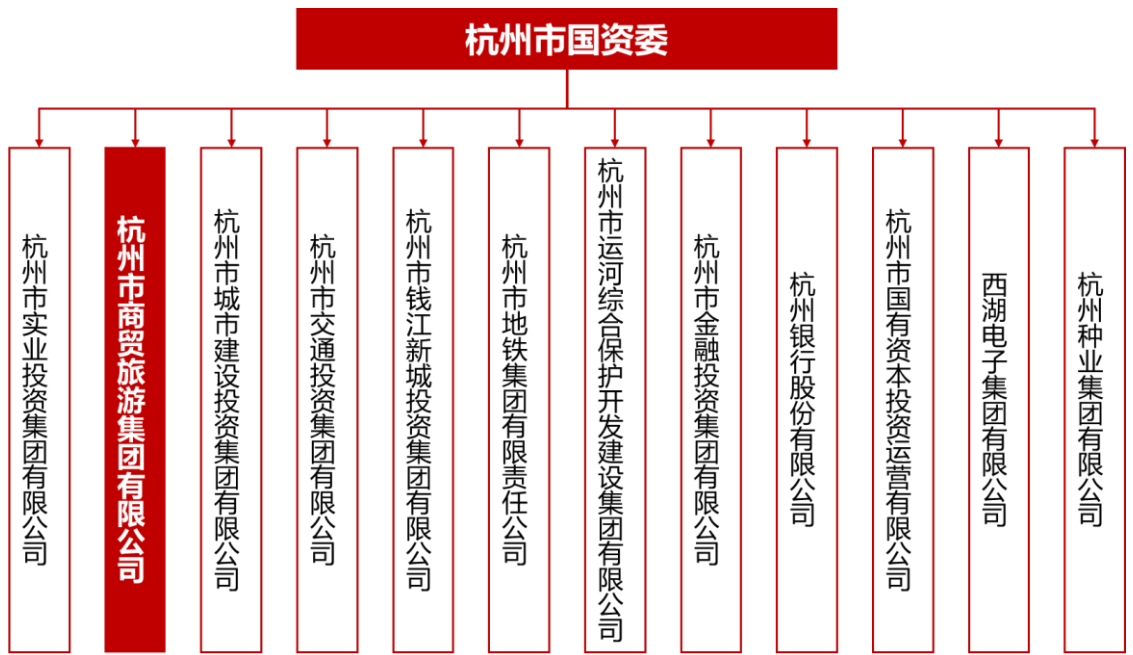 杭州市国资委
杭州市实业投资集团有限公司
杭州市商贸旅游集团有限公司
杭州市城市建设投资集团有限公司
杭州市交通投资集团有限公司
杭州市钱江新城投资集团有限公司
杭州市地铁集团有限责任公司
杭州市运河综合保护开发建设集团有限公司
杭州市金融投资集团有限公司
杭州银行股份有限公司
杭州市国有资本投资运营有限公司
西湖电子集团有限公司
杭州种业集团有限公司